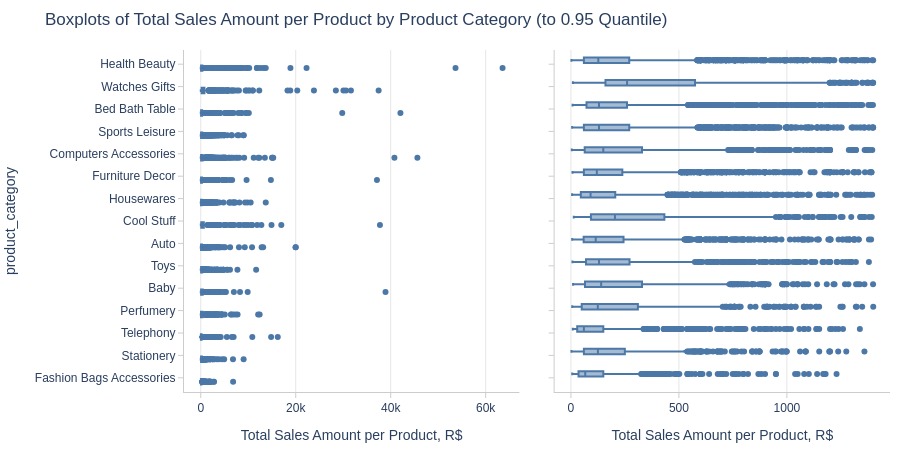 Boxplots of Total Sales Amount per Product by Product Category (to 0.95 Quantile)
product_category
Health Beauty
Watches Gifts
Bed Bath Table
Sports Leisure
Computers Accessories
Furniture Decor
Housewares
Cool Stuff
Auto
Toys
Baby
Perfumery
Telephony
Stationery
Fashion Bags Accessories
0 20k 40k 60k
Total Sales Amount per Product, R$
0 500 1000
Total Sales Amount per Product, R$